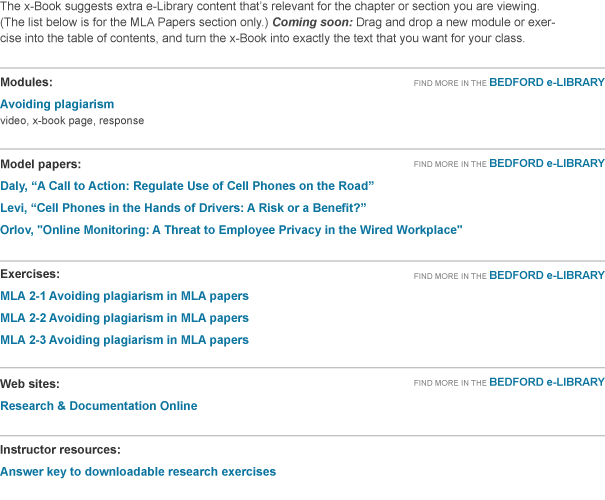 The x-Book suggests extra e-Library content that’s relevant for the chapter or section you are viewing.
(The list below is for the MLA Papers section only.) Coming soon: Drag and drop a new module or exer-
cise into the table of contents, and turn the x-Book into exactly the text that you want for your class.
Modules: FIND MORE IN THE BEDFORD e-LIBRARY
Avoiding plagiarism
video, x-book page, response
Model papers: FIND MORE IN THE BEDFORD e-LIBRARY
Daly, “A Call to Action: Regulate Use of Cell Phones on the Road”
Levi, “Cell Phones in the Hands of Drivers: A Risk or a Benefit?”
Orlov, "Online Monitoring: A Threat to Employee Privacy in the Wired Workplace"
Exercises: FIND MORE IN THE BEDFORD e-LIBRARY
MLA 2-1 Avoiding plagiarism in MLA papers
MLA 2-2 Avoiding plagiarism in MLA papers
MLA 2-3 Avoiding plagiarism in MLA papers
Web sites: FIND MORE IN THE BEDFORD e-LIBRARY
Research & Documentation Online
Instructor resources:
Answer key to downloadable research exercises